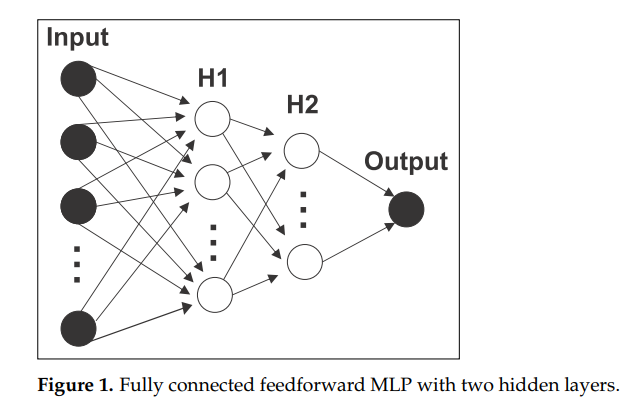 Input
H1
H2
Output
Figure 1. Fully connected feedforward MLP with two hidden layers.